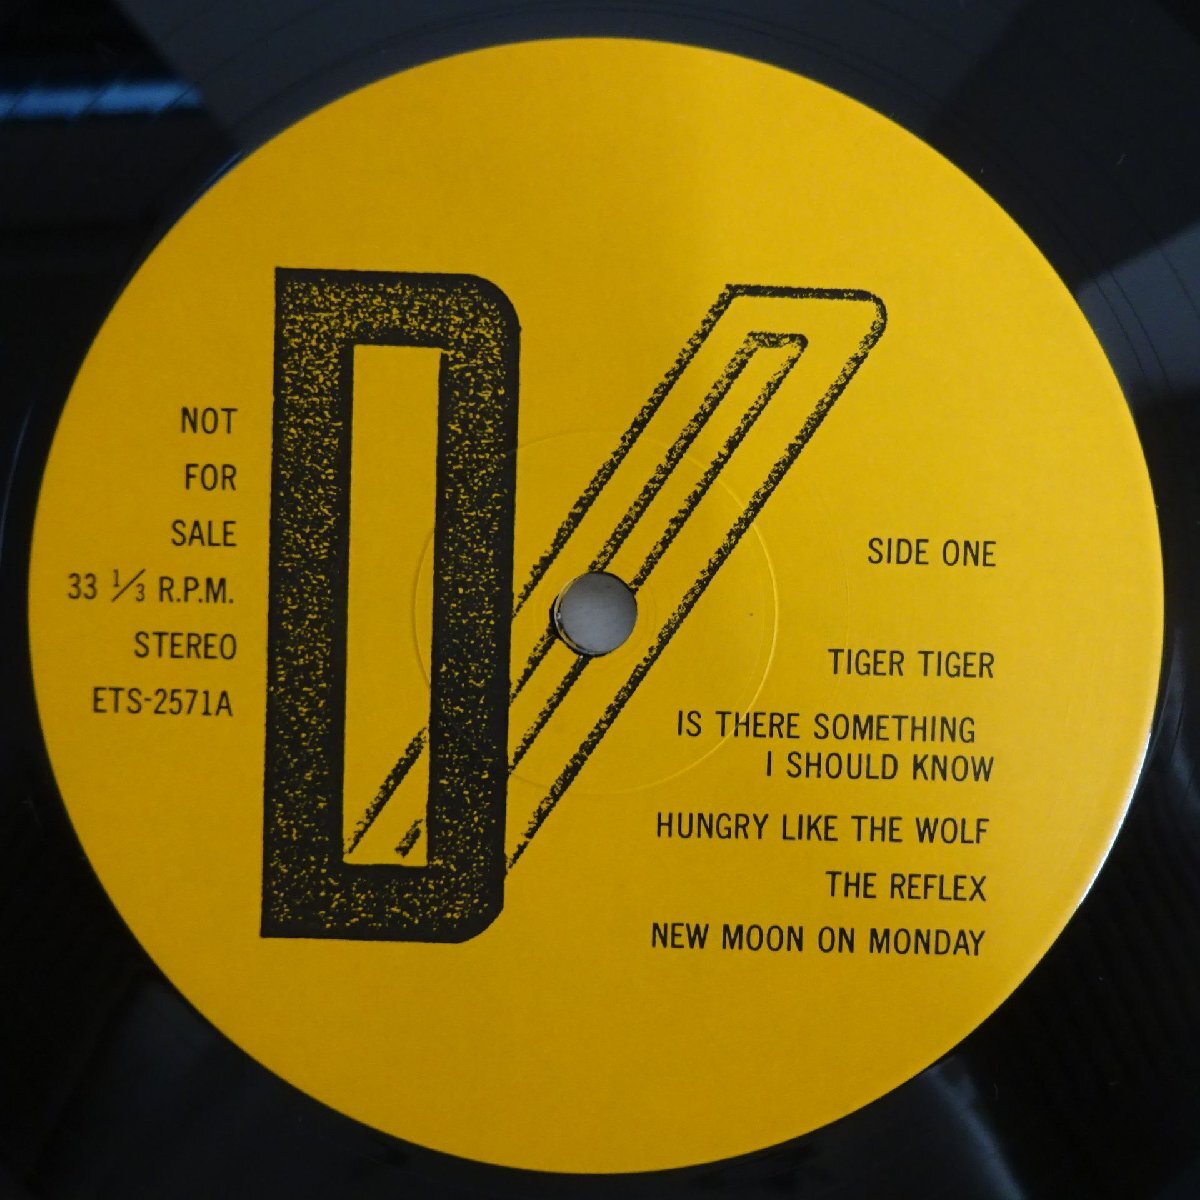 NOT
FOR
SALE
33 1/3 R.P.M.
STEREO
ETS-2571A
D
SIDE ONE
TIGER TIGER
IS THERE SOMETHING
I SHOULD KNOW
HUNGRY LIKE THE WOLF
THE REFLEX
NEW MOON ON MONDAY